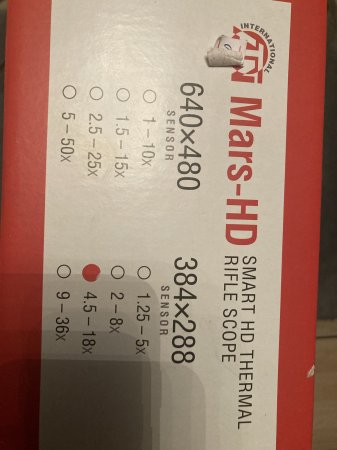 ATN
INTERNATIONAL
Mars-HD
SMART HD THERMAL
RIFLE SCOPE
640×480
SENSOR
1 – 10x
1.5 – 15x
2.5 – 25x
5 – 50x
384×288
SENSOR
1.25 – 5x
2 – 8x
4.5 – 18x
9 – 36x